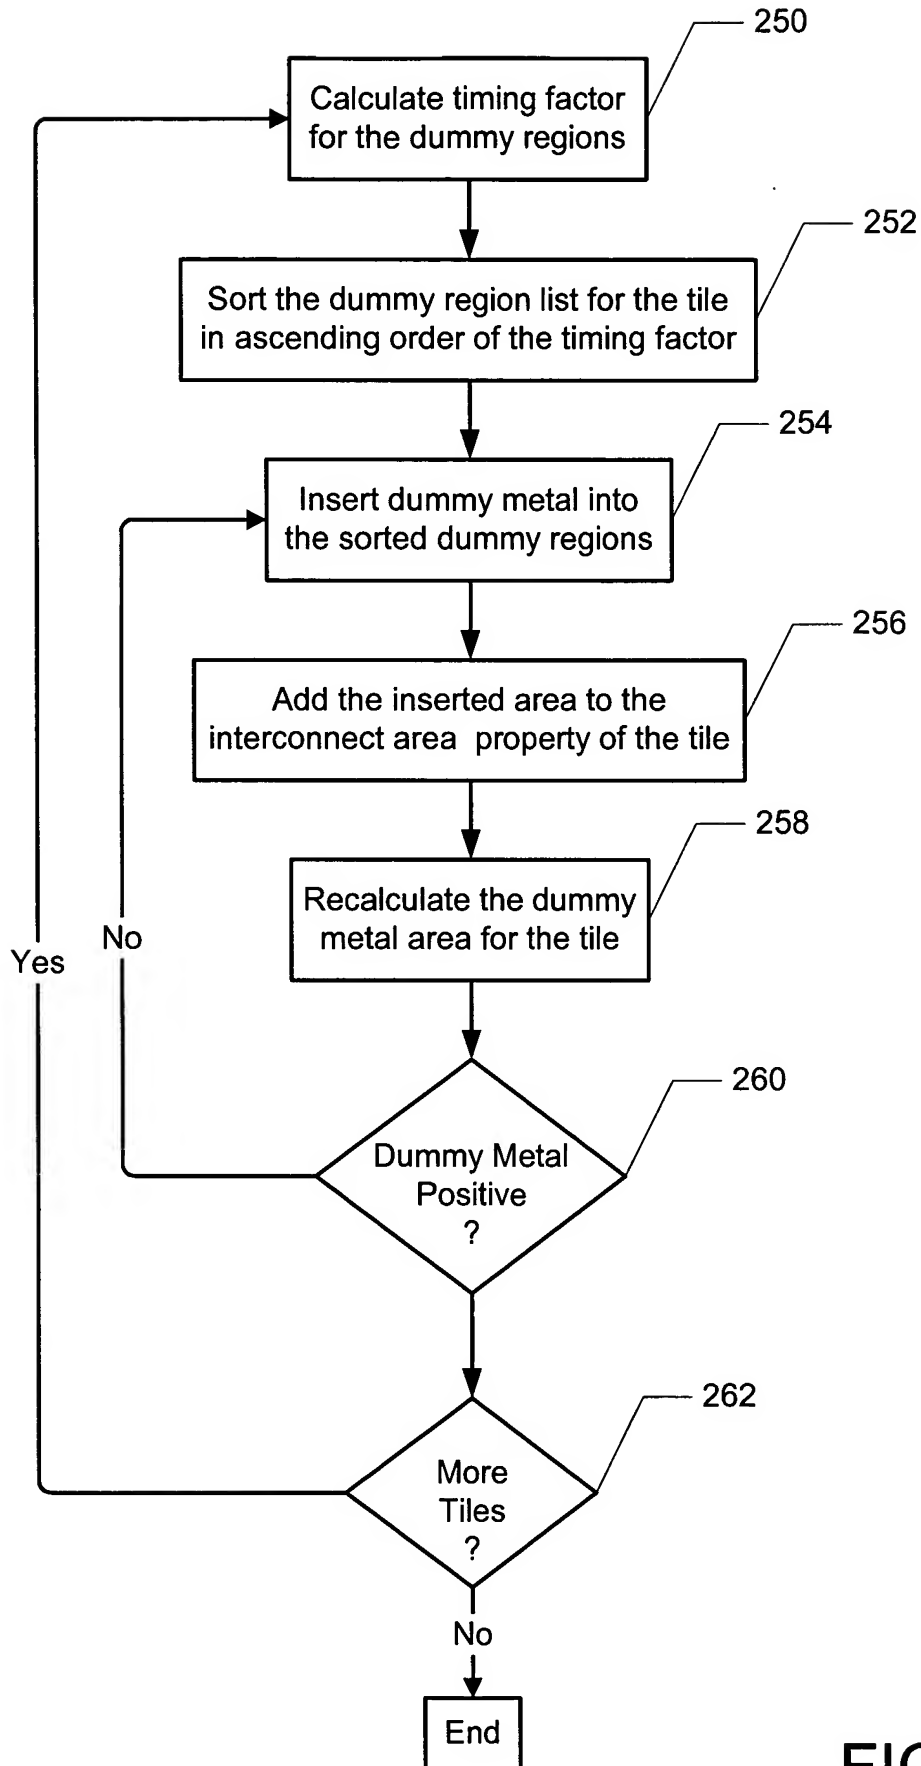 250
Calculate timing factor
for the dummy regions
252
Sort the dummy region list for the tile
in ascending order of the timing factor
254
Insert dummy metal into
the sorted dummy regions
256
Add the inserted area to the
interconnect area property of the tile
258
Recalculate the dummy
metal area for the tile
No
Yes
260
Dummy Metal
Positive
?
262
More
Tiles
?
No
End